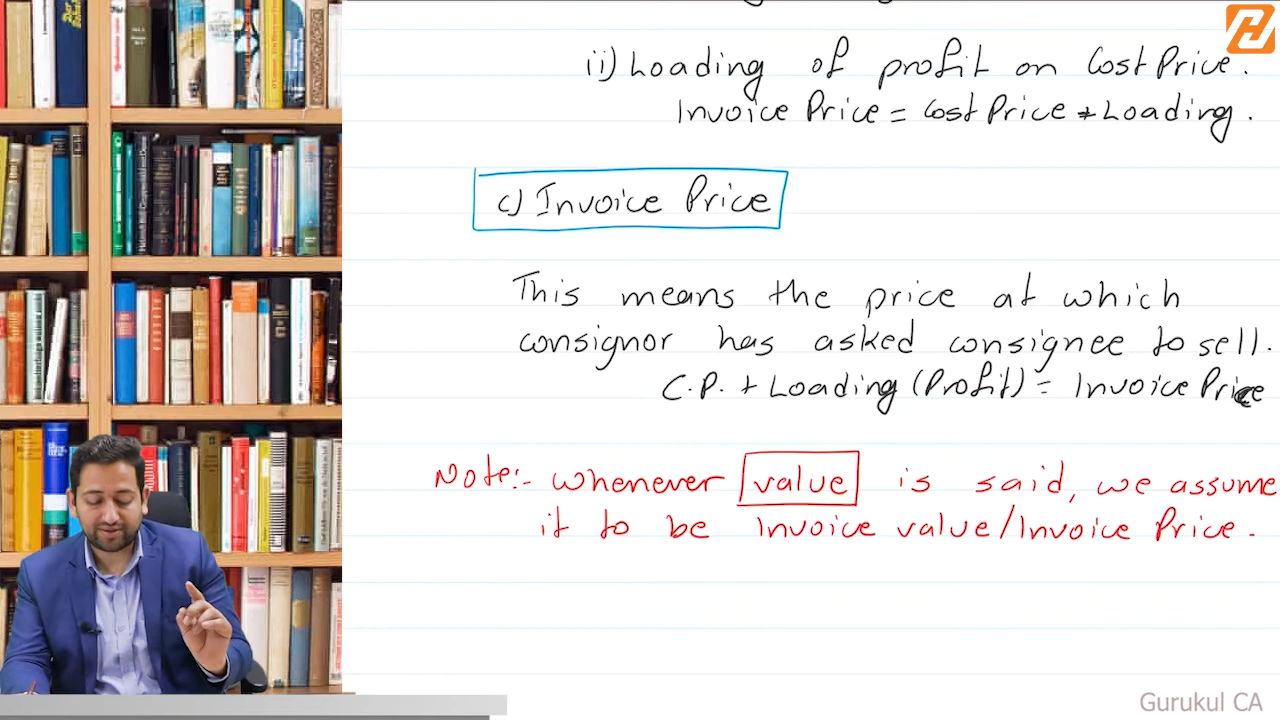 ii) Loading of profit on Cost Price.
Invoice Price = Cost Price + Loading.
c) Invoice Price
This means the price at which
consignor has asked consignee to sell.
C.P. + Loading (Profit) = Invoice Price
Note:- Whenever value is said, we assume
it to be Invoice value/Invoice Price.
Gurukul CA